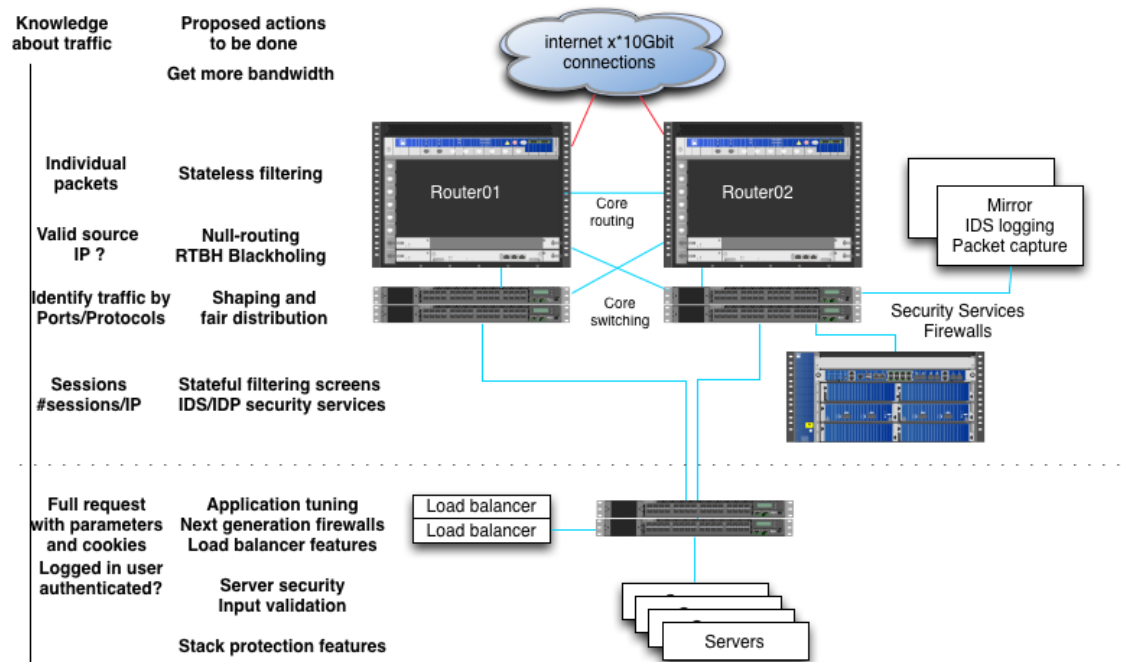 Knowledge
about traffic
Proposed actions
to be done
Get more bandwidth
internet x*10Gbit
connections
Individual
packets
Stateless filtering
Router01
Router02
Core
routing
Mirror
IDS logging
Packet capture
Valid source
IP ?
Null-routing
RTBH Blackholing
Identify traffic by
Ports/Protocols
Shaping and
fair distribution
Core
switching
Security Services
Firewalls
Sessions
#sessions/IP
Stateful filtering screens
IDS/IDP security services
Full request
with parameters
and cookies
Logged in user
authenticated?
Application tuning
Next generation firewalls
Load balancer features
Load balancer
Load balancer
Server security
Input validation
Stack protection features
Servers